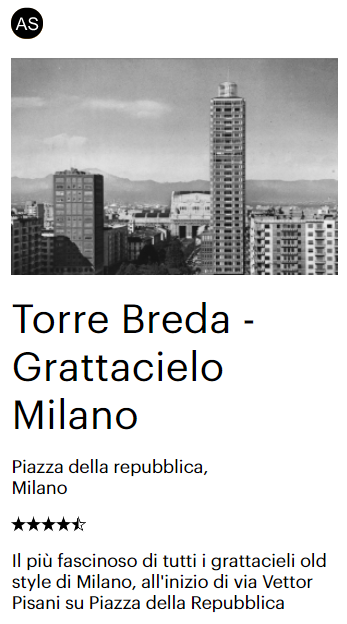 AS
Torre Breda -
Grattacielo
Milano
Piazza della repubblica,
Milano
Il più fascinoso di tutti i grattacieli old
style di Milano, all'inizio di via Vettor
Pisani su Piazza della Repubblica